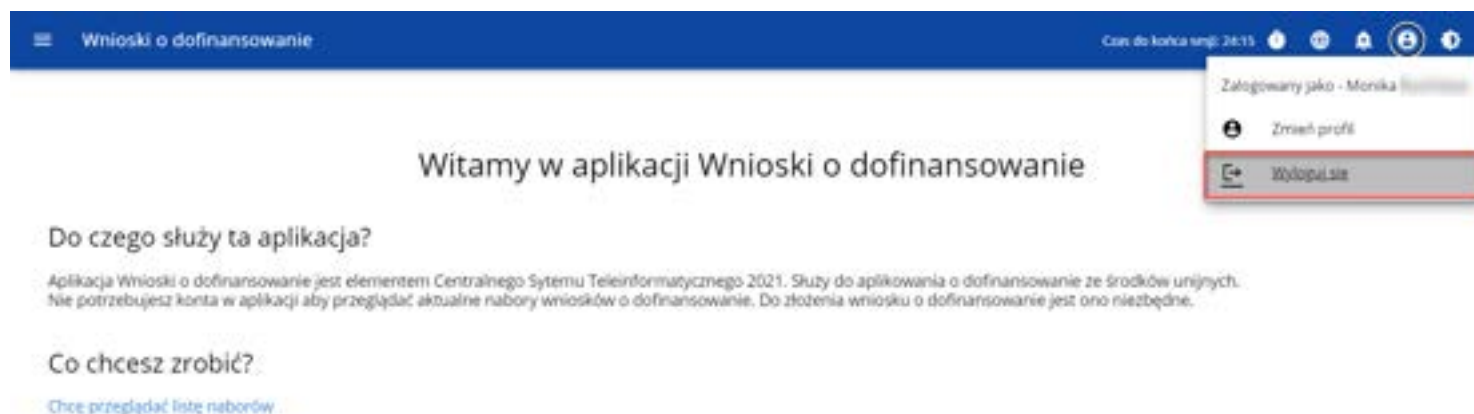 Wnioski o dofinansowanie
Czas do końca sesji: 24:15
Zalogowany jako - Monika
Zmień profil
Wyloguj się
Witamy w aplikacji Wnioski o dofinansowanie
Do czego służy ta aplikacja?
Aplikacja Wnioski o dofinansowanie jest elementem Centralnego Sytemu Teleinformatycznego 2021. Służy do aplikowania o dofinansowanie ze środków unijnych.
Nie potrzebujesz konta w aplikacji aby przeglądać aktualne nabory wniosków o dofinansowanie. Do złożenia wniosku o dofinansowanie jest ono niezbędne.
Co chcesz zrobić?
Chcę przeglądać listę naborów